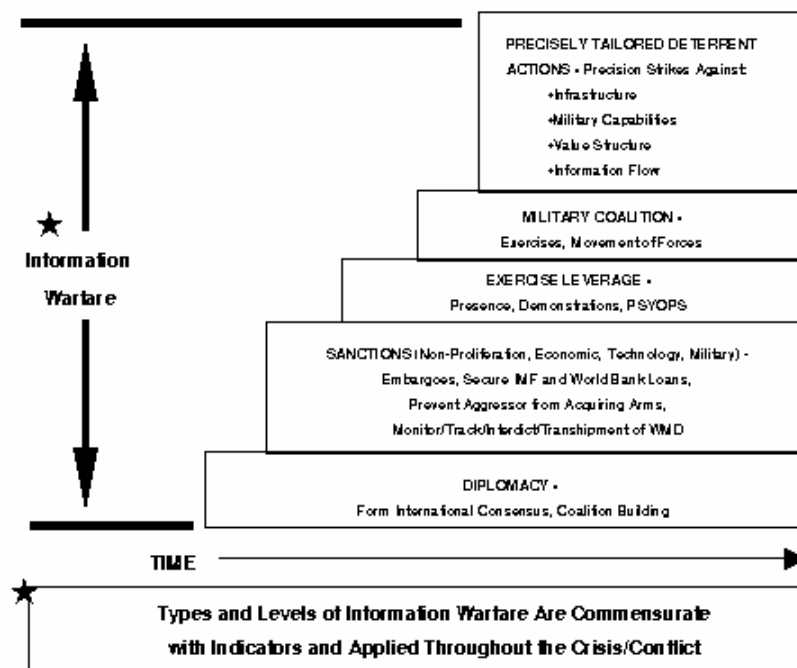 PRECISELY TAILORED DETERRENT
ACTIONS - Precision Strikes Against:
•Infrastructure
•Military Capabilities
•Value Structure
•Information Flow
MILITARY COALITION -
Exercises, Movement of Forces
Information
Warfare
EXERCISE LEVERAGE -
Presence, Demonstrations, PSYOPS
SANCTIONS (Non-Proliferation, Economic, Technology, Military) -
Embargoes, Secure IMF and World Bank Loans,
Prevent Aggressor from Acquiring Arms,
Monitor/Track/Interdict/Transhipment of WMD
DIPLOMACY -
Form International Consensus, Coalition Building
TIME
Types and Levels of Information Warfare Are Commensurate
with Indicators and Applied Throughout the Crisis/Conflict